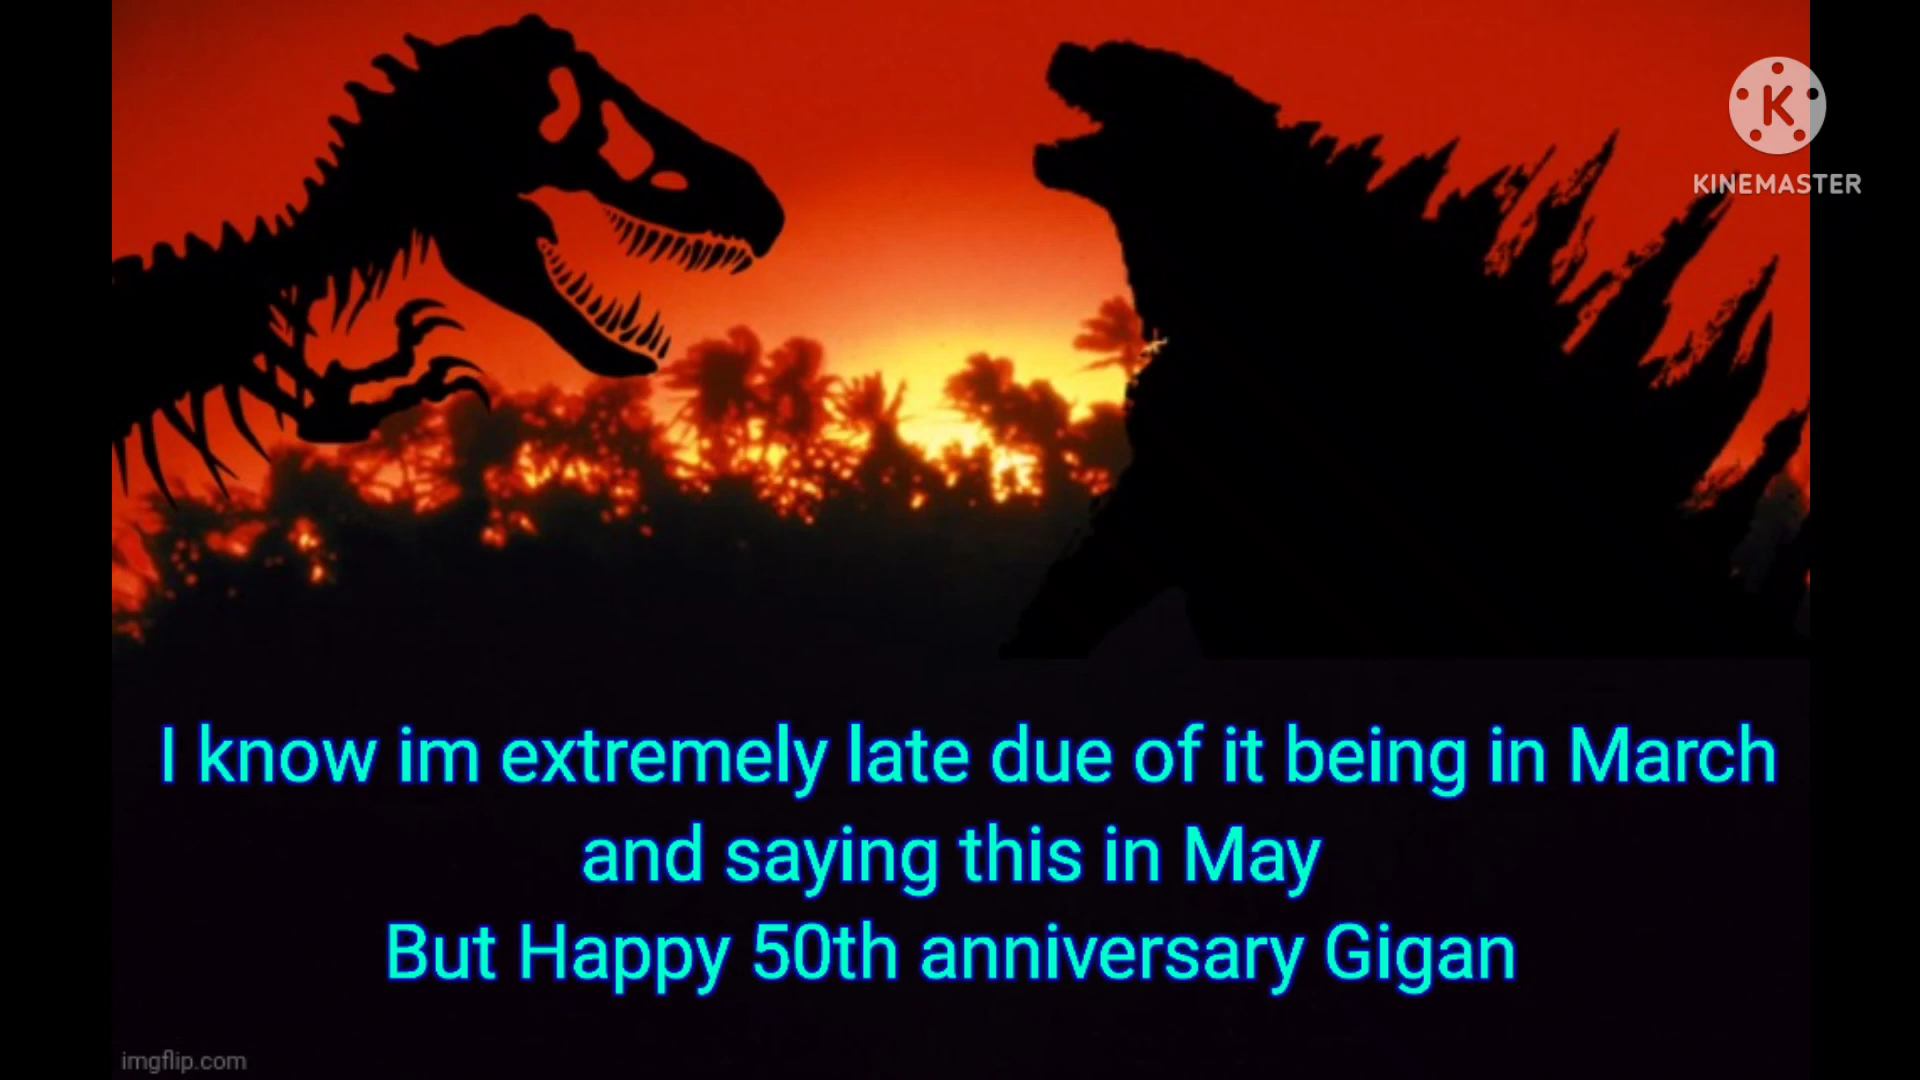 K
KINEMASTER
I know im extremely late due of it being in March
and saying this in May
But Happy 50th anniversary Gigan
imgflip.com